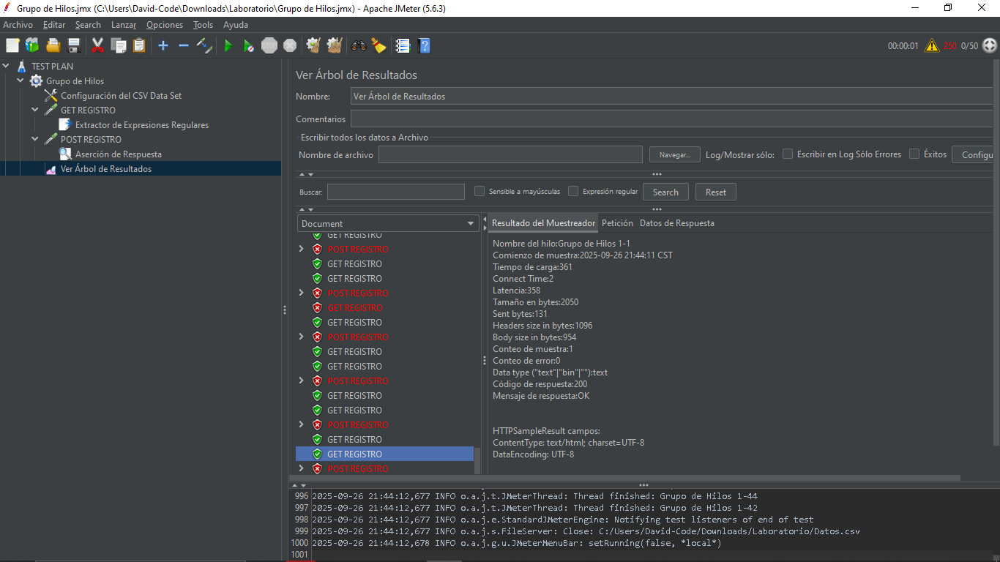 Grupo de Hilos.jmx (C:\Users\David-Code\Downloads\Laboratorio\Grupo de Hilos.jmx) - Apache JMeter (5.6.3)
Archivo Editar Search Lanzar Opciones Tools Ayuda
STOP 00:00:01 250 0/50
TEST PLAN
Grupo de Hilos
Configuración del CSV Data Set
GET REGISTRO
Extractor de Expresiones Regulares
POST REGISTRO
Aserción de Respuesta
Ver Árbol de Resultados
Ver Árbol de Resultados
Nombre: Ver Árbol de Resultados
Comentarios
Escribir todos los datos a Archivo
Nombre de archivo Navegar... Log/Mostrar sólo: Escribir en Log Sólo Errores Éxitos Configu
Buscar: Sensible a mayúsculas Expresión regular Search Reset
Document
GET REGISTRO
POST REGISTRO
GET REGISTRO
GET REGISTRO
POST REGISTRO
GET REGISTRO
GET REGISTRO
POST REGISTRO
GET REGISTRO
GET REGISTRO
POST REGISTRO
GET REGISTRO
GET REGISTRO
POST REGISTRO
GET REGISTRO
GET REGISTRO
POST REGISTRO
Resultado del Muestreador Petición Datos de Respuesta
Nombre del hilo:Grupo de Hilos 1-1
Comienzo de muestra:2025-09-26 21:44:11 CST
Tiempo de carga:361
Connect Time:2
Latencia:358
Tamaño en bytes:2050
Sent bytes:131
Headers size in bytes:1096
Body size in bytes:954
Conteo de muestra:1
Conteo de error:0
Data type ("text"|"bin"|""):text
Código de respuesta:200
Mensaje de respuesta:OK
HTTPSampleResult campos:
ContentType: text/html; charset=UTF-8
DataEncoding: UTF-8
996 2025-09-26 21:44:12,677 INFO o.a.j.t.JMeterThread: Thread finished: Grupo de Hilos 1-44
997 2025-09-26 21:44:12,677 INFO o.a.j.t.JMeterThread: Thread finished: Grupo de Hilos 1-42
998 2025-09-26 21:44:12,677 INFO o.a.j.e.StandardJMeterEngine: Notifying test listeners of end of test
999 2025-09-26 21:44:12,677 INFO o.a.j.s.FileServer: Close: C:/Users/David-Code/Downloads/Laboratorio/Datos.csv
1000 2025-09-26 21:44:12,678 INFO o.a.j.g.u.JMeterMenuBar: setRunning(false, *local*)
1001